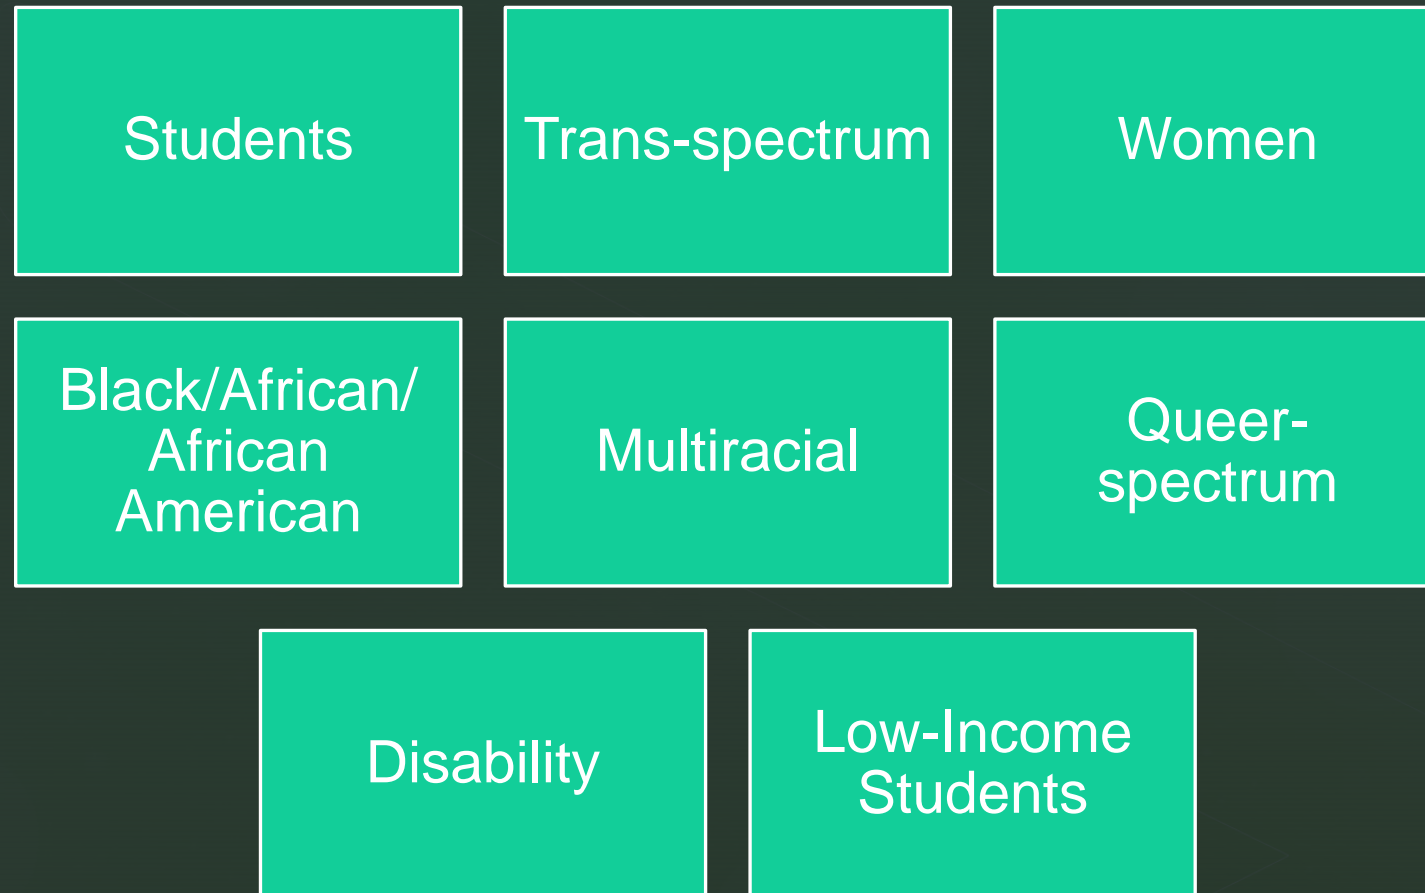 Students
Trans-spectrum
Women
Black/African/
African
American
Multiracial
Queer-
spectrum
Disability
Low-Income
Students